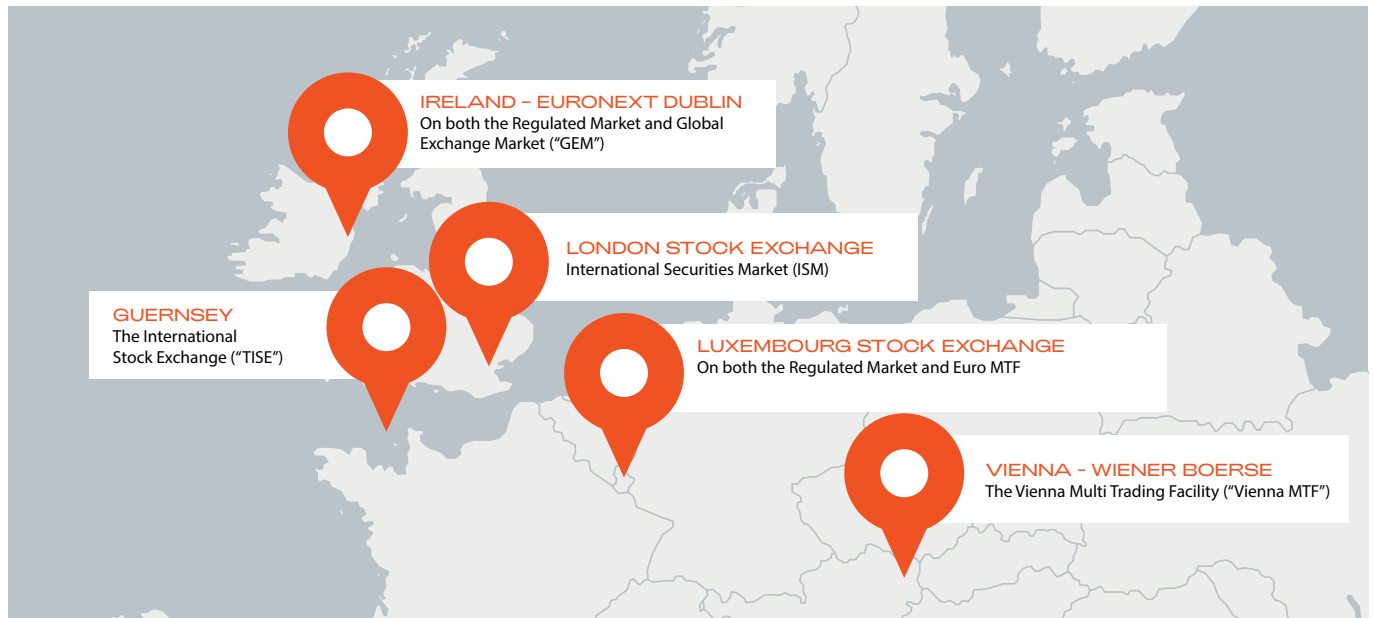 IRELAND – EURONEXT DUBLIN
On both the Regulated Market and Global
Exchange Market (“GEM”)
LONDON STOCK EXCHANGE
International Securities Market (ISM)
GUERNSEY
The International
Stock Exchange (“TISE”)
LUXEMBOURG STOCK EXCHANGE
On both the Regulated Market and Euro MTF
VIENNA - WIENER BOERSE
The Vienna Multi Trading Facility (“Vienna MTF”)